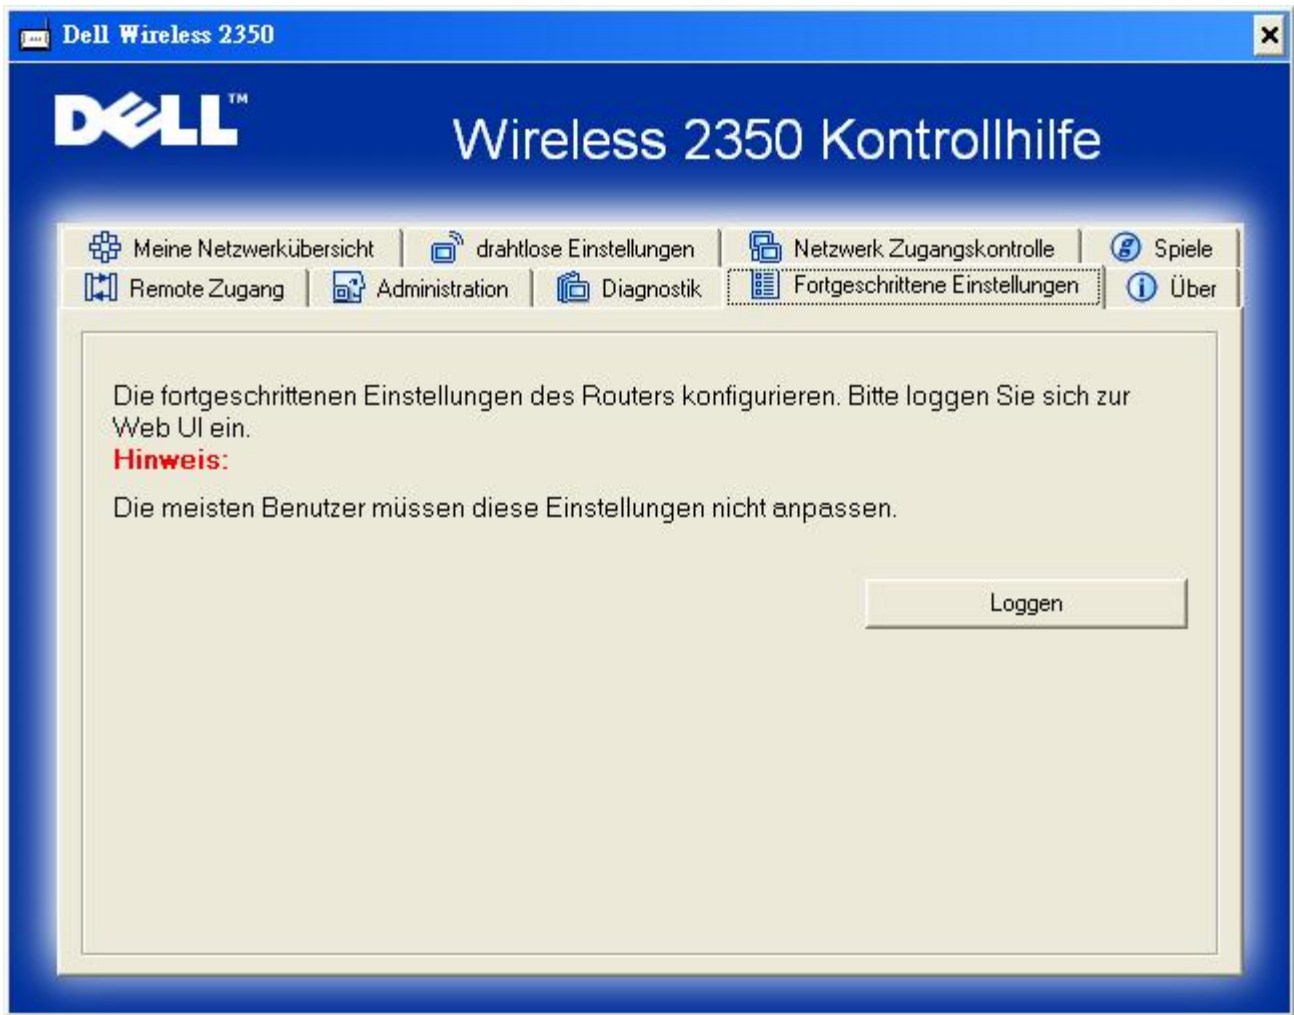 Dell Wireless 2350
DELL™
Wireless 2350 Kontrollhilfe
Meine Netzwerkübersicht
drahtlose Einstellungen
Netzwerk Zugangskontrolle
Spiele
Remote Zugang
Administration
Diagnostik
Fortgeschrittene Einstellungen
Über
Die fortgeschrittenen Einstellungen des Routers konfigurieren. Bitte loggen Sie sich zur
Web UI ein.
Hinweis:
Die meisten Benutzer müssen diese Einstellungen nicht anpassen.
Loggen